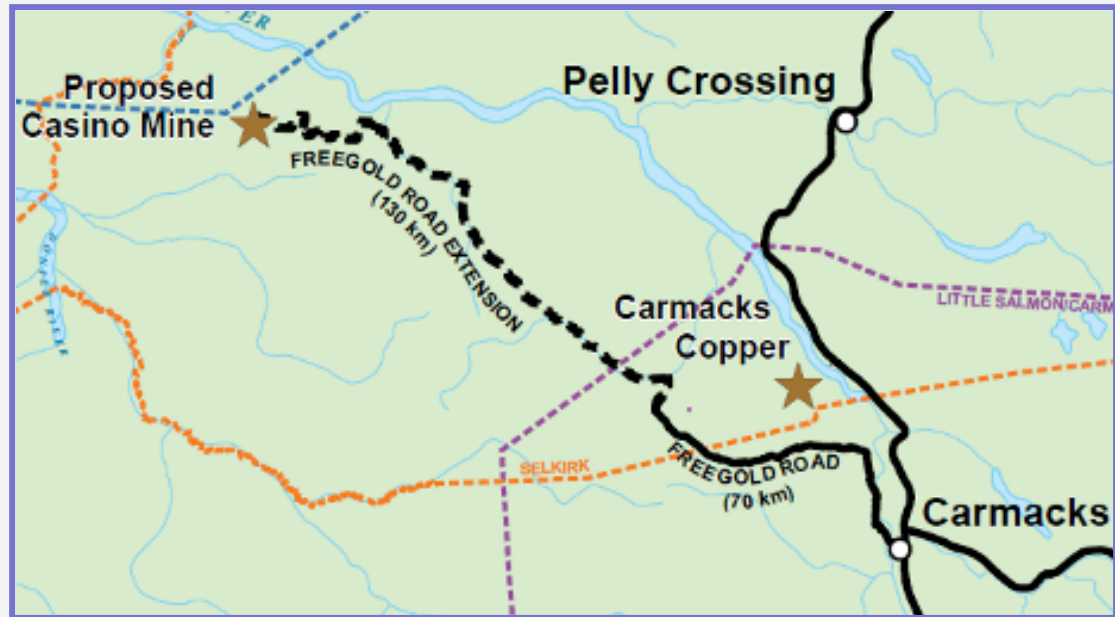 ER
Proposed
Casino Mine
Pelly Crossing
FREEGOLD ROAD EXTENSION
(130 km)
Carmacks
Copper
LITTLE SALMON/CARM
SELKIRK
FREEGOLD ROAD
(70 km)
Carmacks